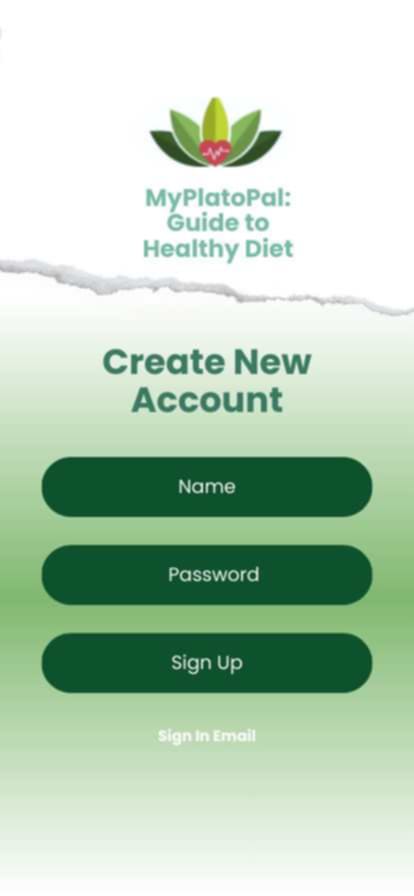 MyPlatoPal:
Guide to
Healthy Diet
Create New
Account
Name
Password
Sign Up
Sign In Email